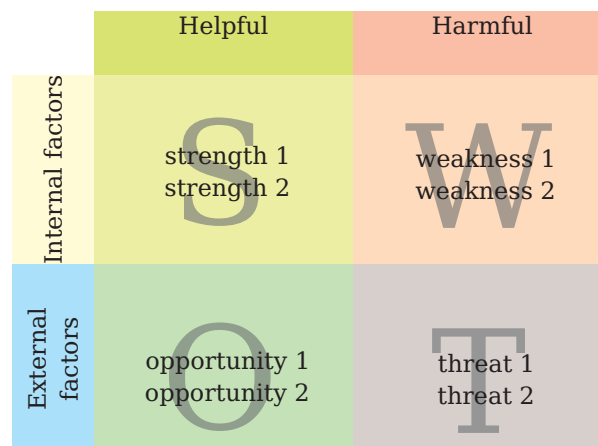 Helpful
Harmful
Internal factors
S
strength 1
strength 2
W
weakness 1
weakness 2
External
factors
O
opportunity 1
opportunity 2
T
threat 1
threat 2